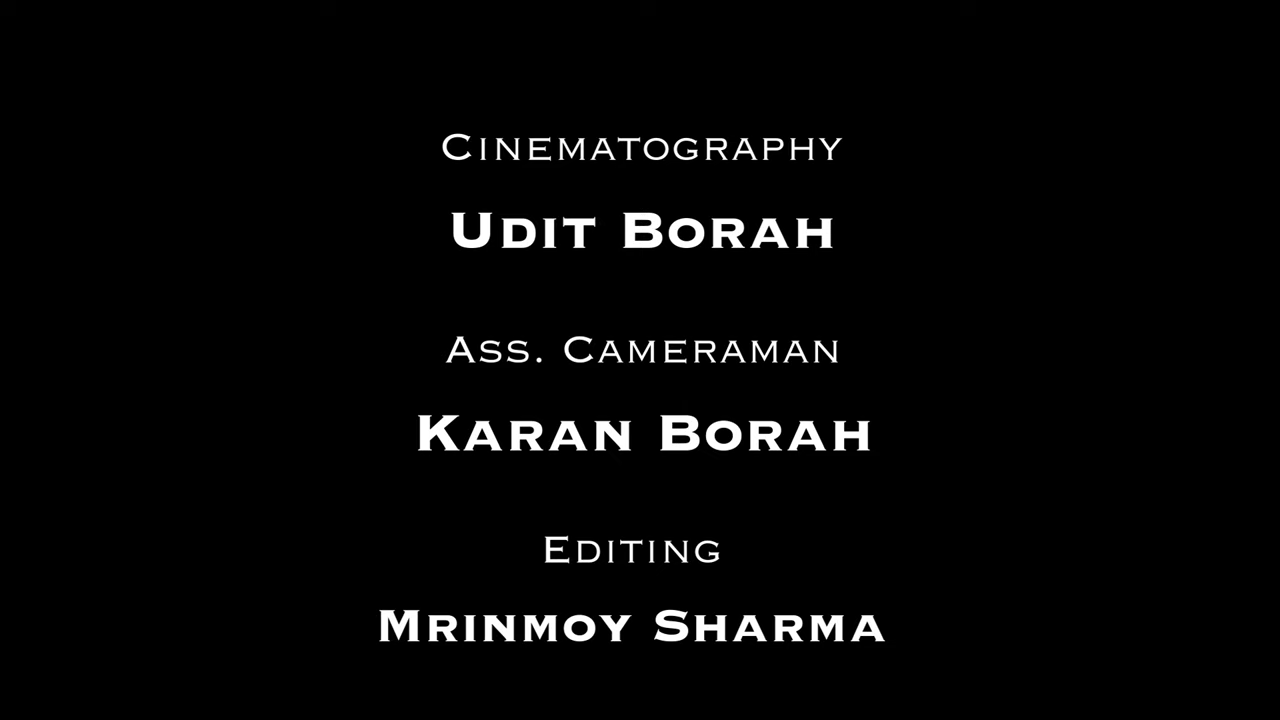 Cinematography
Udit Borah
Ass. Cameraman
Karan Borah
Editing
Mrinmoy Sharma